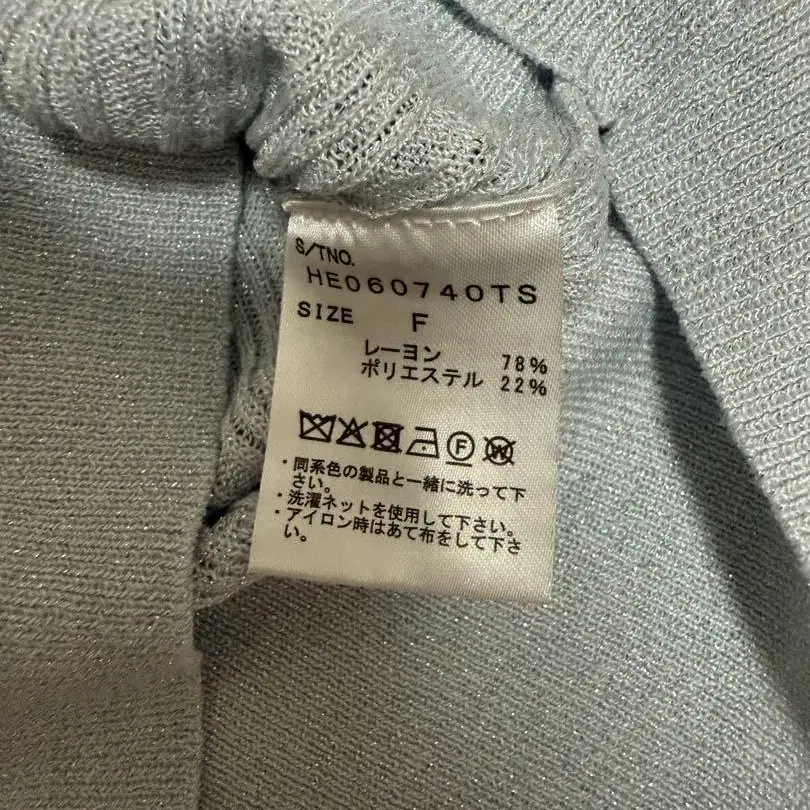 S/TNO.
HE060740TS
SIZE F
レーヨン 78%
ポリエステル 22%
F W
・同系色の製品と一緒に洗って下
さい。
・洗濯ネットを使用して下さい。
・アイロン時はあて布をして下さ
い。